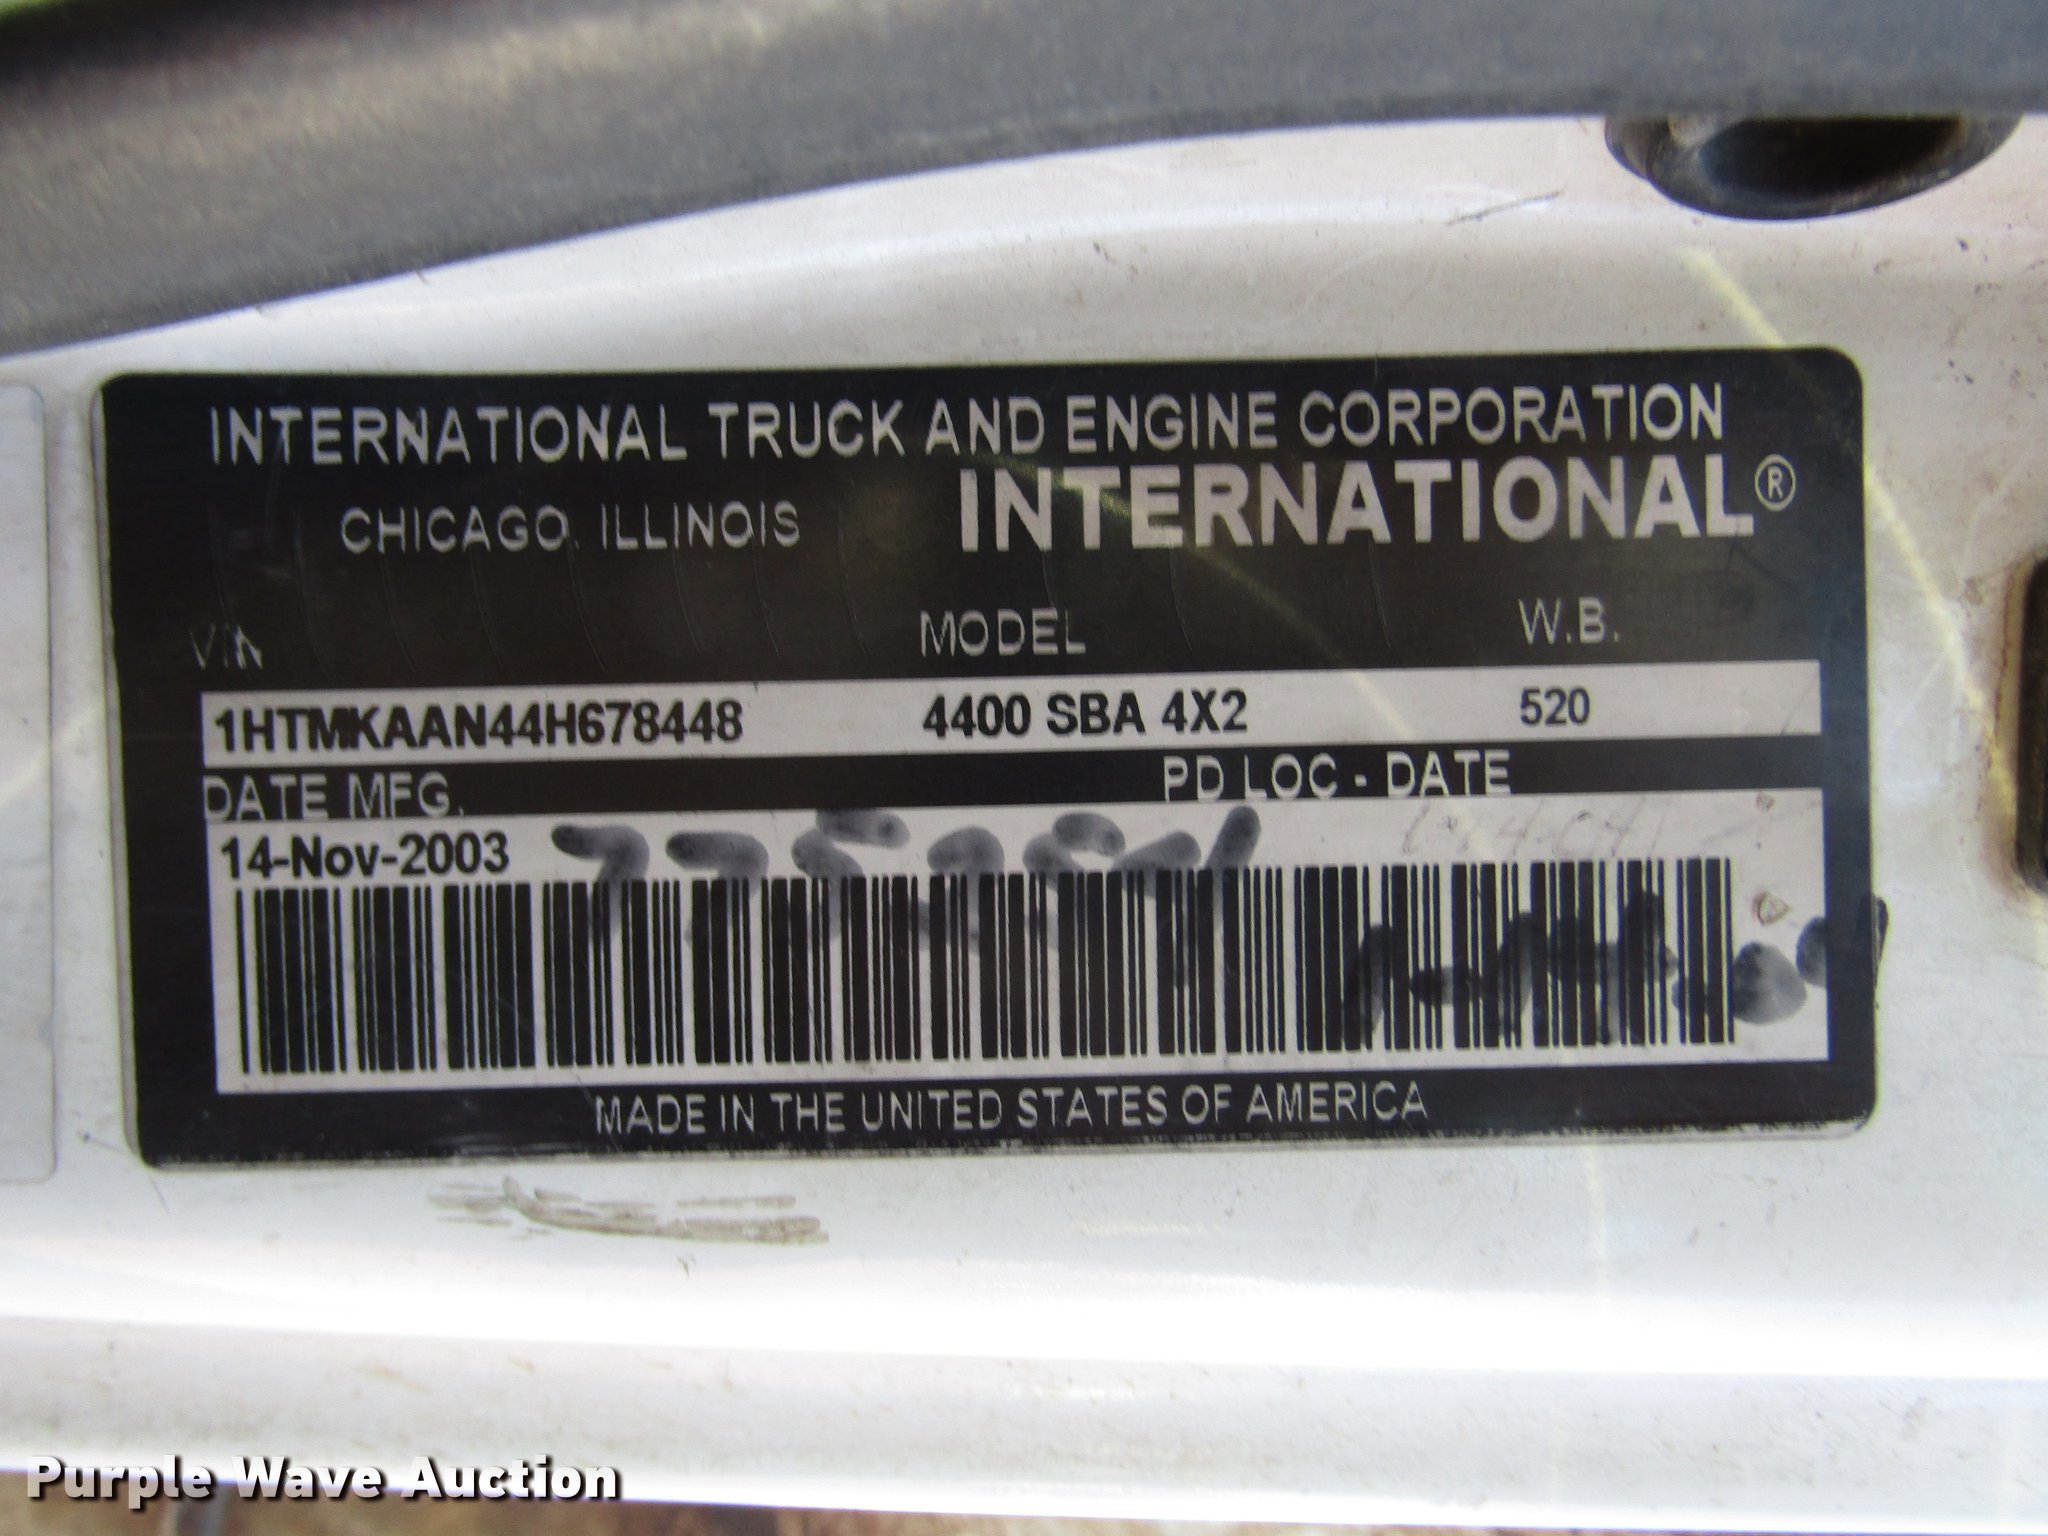 INTERNATIONAL TRUCK AND ENGINE CORPORATION
CHICAGO, ILLINOIS INTERNATIONAL®
VIN MODEL W.B.
1HTMKAAN44H678448 4400 SBA 4X2 520
DATE MFG. PD LOC - DATE
14-Nov-2003
MADE IN THE UNITED STATES OF AMERICA
Purple Wave Auction